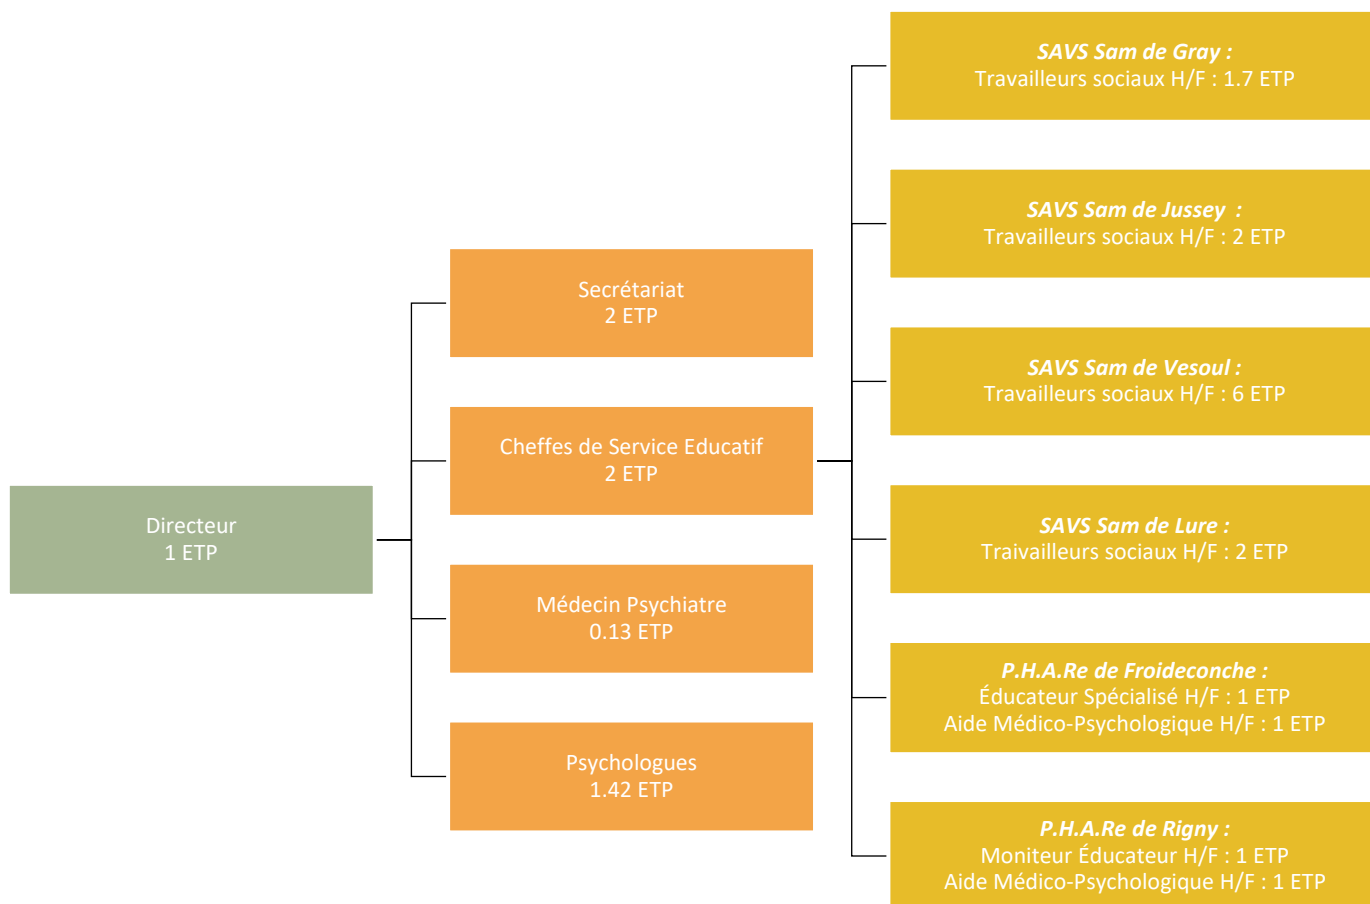 Directeur
1 ETP
Secrétariat
2 ETP
Cheffes de Service Educatif
2 ETP
Médecin Psychiatre
0.13 ETP
Psychologues
1.42 ETP
SAVS Sam de Gray :
Travailleurs sociaux H/F : 1.7 ETP
SAVS Sam de Jussey :
Travailleurs sociaux H/F : 2 ETP
SAVS Sam de Vesoul :
Travailleurs sociaux H/F : 6 ETP
SAVS Sam de Lure :
Traivailleurs sociaux H/F : 2 ETP
P.H.A.Re de Froideconche :
Éducateur Spécialisé H/F : 1 ETP
Aide Médico-Psychologique H/F : 1 ETP
P.H.A.Re de Rigny :
Moniteur Éducateur H/F : 1 ETP
Aide Médico-Psychologique H/F : 1 ETP